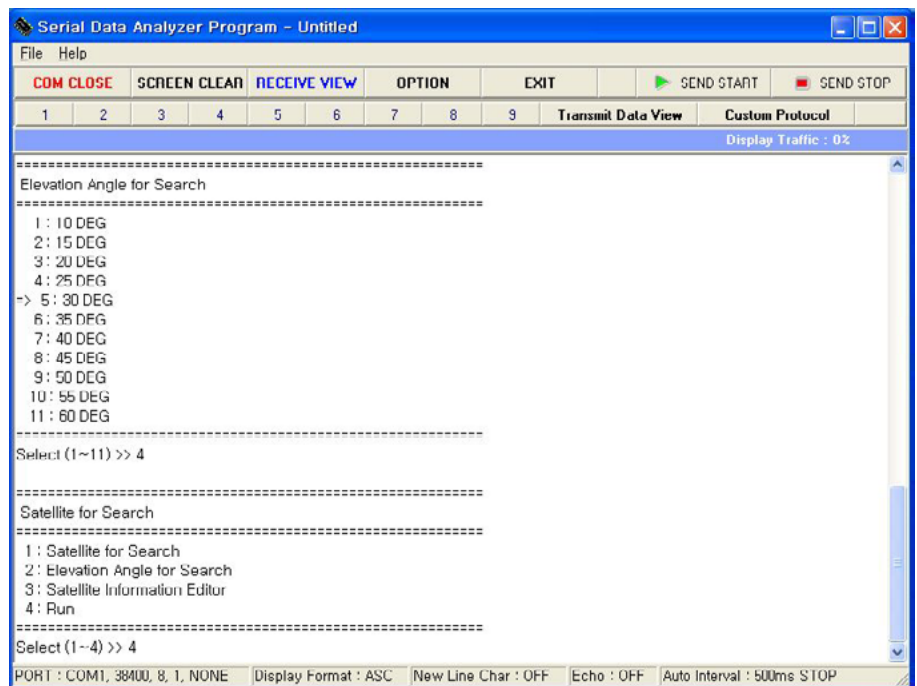 Serial Data Analyzer Program - Untitled
File Help
COM CLOSE SCREEN CLEAR RECEIVE VIEW OPTION EXIT SEND START SEND STOP
1 2 3 4 5 6 7 8 9 Transmit Data View Custom Protocol
Display Traffic : 0%
============================================================
Elevation Angle for Search
============================================================
1 : 10 DEG
2 : 15 DEG
3 : 20 DEG
4 : 25 DEG
=> 5 : 30 DEG
6 : 35 DEG
7 : 40 DEG
8 : 45 DEG
9 : 50 DEG
10 : 55 DEG
11 : 60 DEG
============================================================
Select (1~11) >> 4
============================================================
Satellite for Search
============================================================
1 : Satellite for Search
2 : Elevation Angle for Search
3 : Satellite Information Editor
4 : Run
============================================================
Select (1~4) >> 4
PORT : COM1, 38400, 8, 1, NONE Display Format : ASC New Line Char : OFF Echo : OFF Auto Interval : 500ms STOP